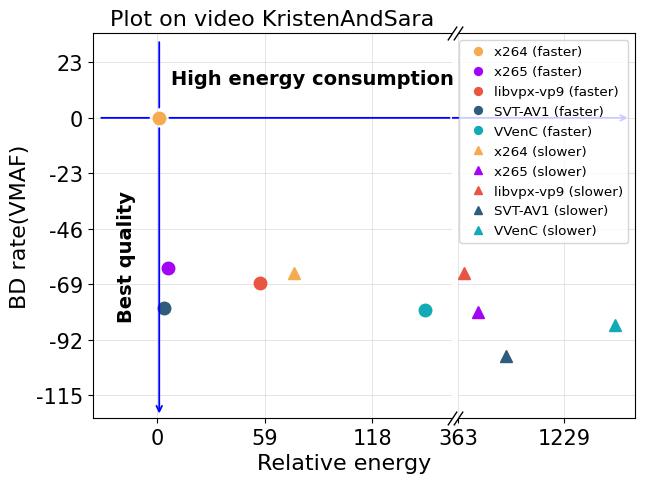 Plot on video KristenAndSara
BD rate(VMAF)
23
0
-23
-46
-69
-92
-115
High energy consumption
Best quality
x264 (faster)
x265 (faster)
libvpx-vp9 (faster)
SVT-AV1 (faster)
VVenC (faster)
x264 (slower)
x265 (slower)
libvpx-vp9 (slower)
SVT-AV1 (slower)
VVenC (slower)
0 59 118 363 1229
Relative energy